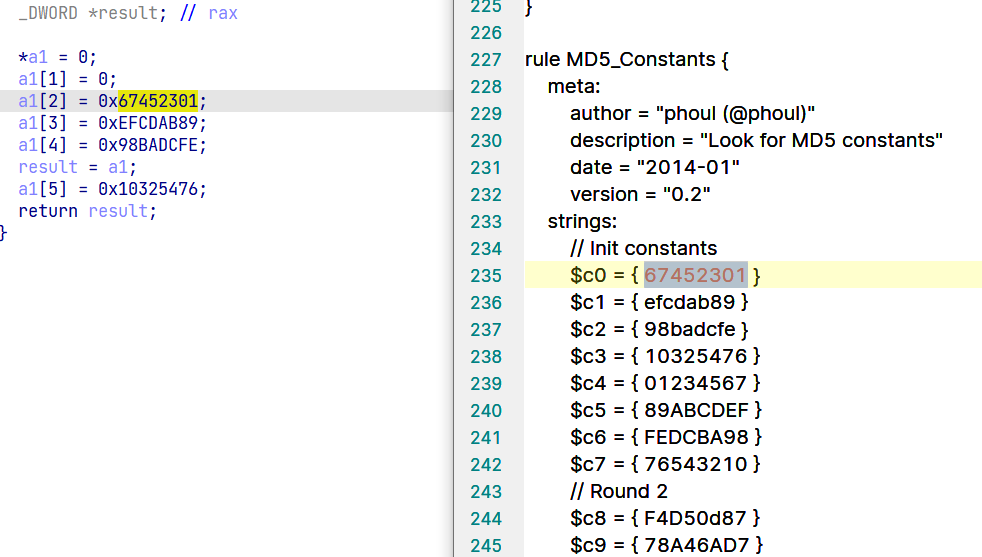 _DWORD *result; // rax
*a1 = 0;
a1[1] = 0;
a1[2] = 0x67452301;
a1[3] = 0xEFCDAB89;
a1[4] = 0x98BADCFE;
result = a1;
a1[5] = 0x10325476;
return result;
}
225 }
226
227 rule MD5_Constants {
228 meta:
229 author = "phoul (@phoul)"
230 description = "Look for MD5 constants"
231 date = "2014-01"
232 version = "0.2"
233 strings:
234 // Init constants
235 $c0 = { 67452301 }
236 $c1 = { efcdab89 }
237 $c2 = { 98badcfe }
238 $c3 = { 10325476 }
239 $c4 = { 01234567 }
240 $c5 = { 89ABCDEF }
241 $c6 = { FEDCBA98 }
242 $c7 = { 76543210 }
243 // Round 2
244 $c8 = { F4D50d87 }
245 $c9 = { 78A46AD7 }